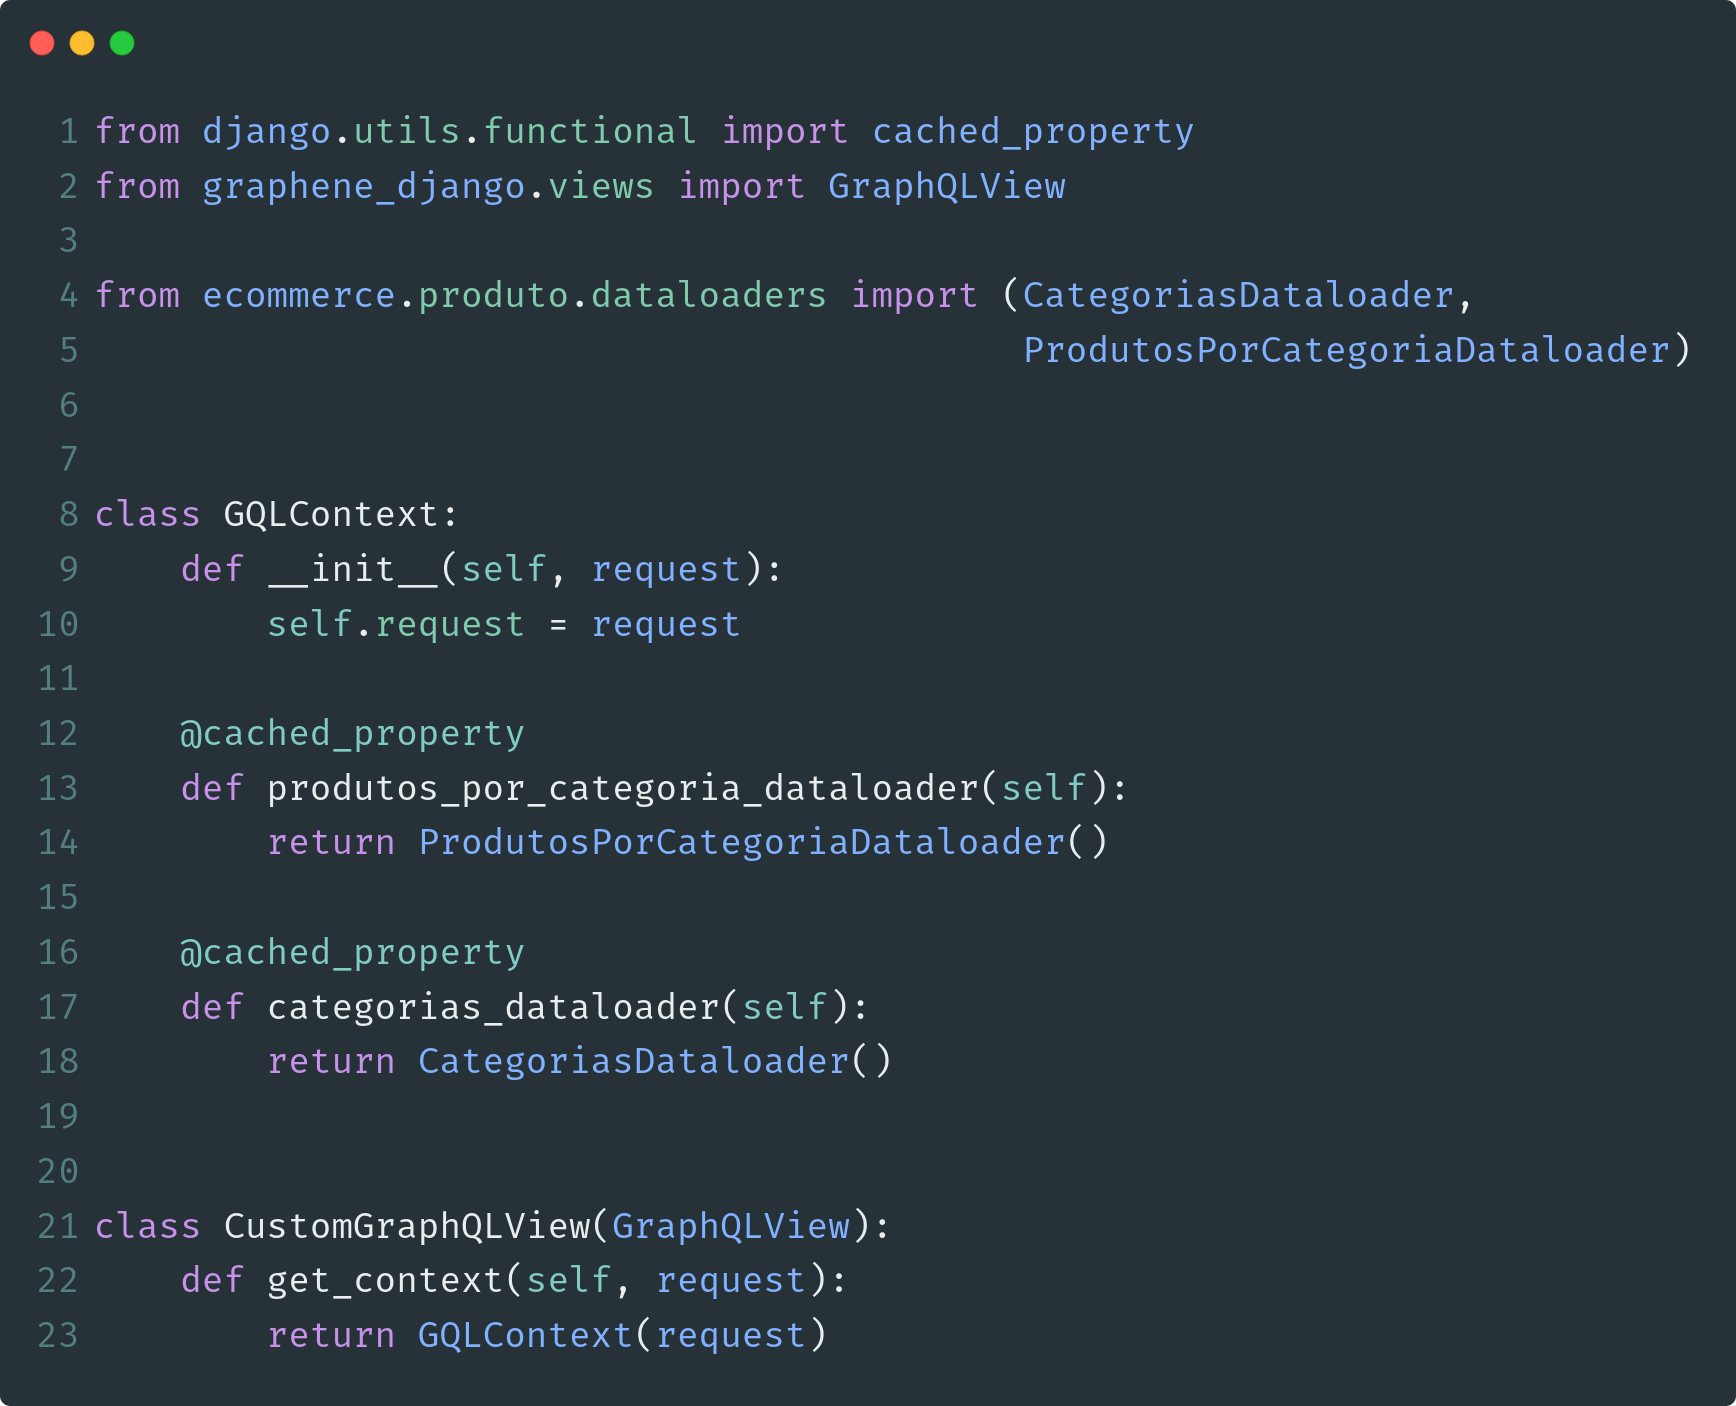 1 from django.utils.functional import cached_property
2 from graphene_django.views import GraphQLView
3
4 from ecommerce.produto.dataloaders import (CategoriasDataloader,
5                                            ProdutosPorCategoriaDataloader)
6
7
8 class GQLContext:
9     def __init__(self, request):
10         self.request = request
11
12     @cached_property
13     def produtos_por_categoria_dataloader(self):
14         return ProdutosPorCategoriaDataloader()
15
16     @cached_property
17     def categorias_dataloader(self):
18         return CategoriasDataloader()
19
20
21 class CustomGraphQLView(GraphQLView):
22     def get_context(self, request):
23         return GQLContext(request)